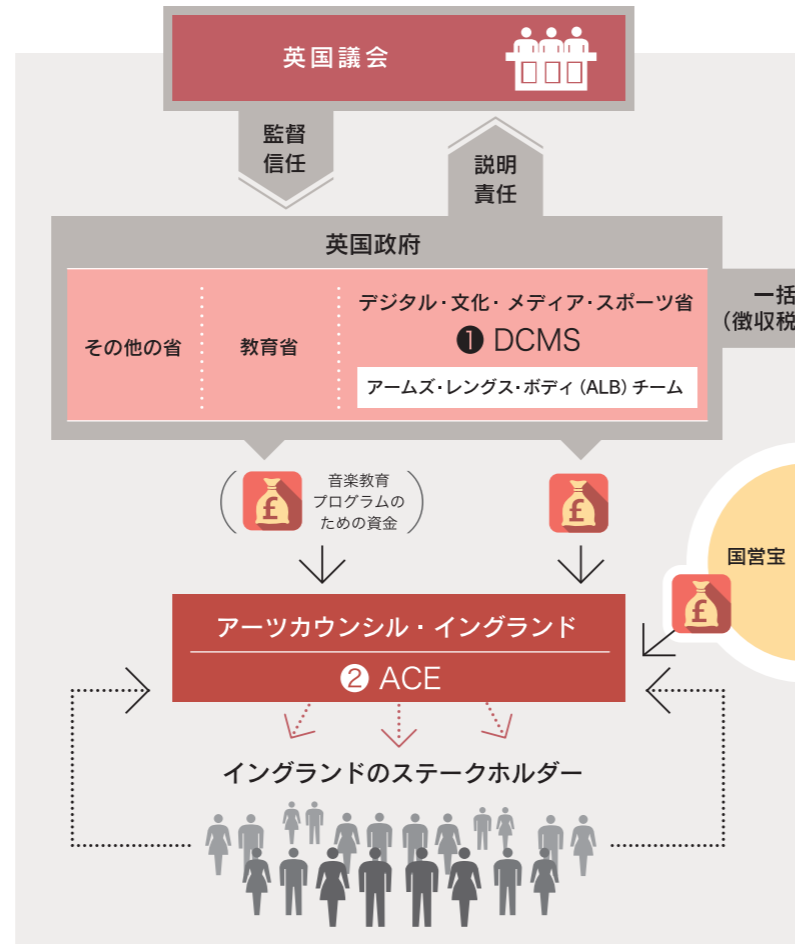 英国議会
監督
信任
説明
責任
英国政府
その他の省
教育省
デジタル・文化・メディア・スポーツ省
❶ DCMS
アームズ・レングス・ボディ（ALB）チーム
一括
（徴収税
£
音楽教育
プログラムの
ための資金
£
国営宝
£
アーツカウンシル・イングランド
❷ ACE
イングランドのステークホルダー